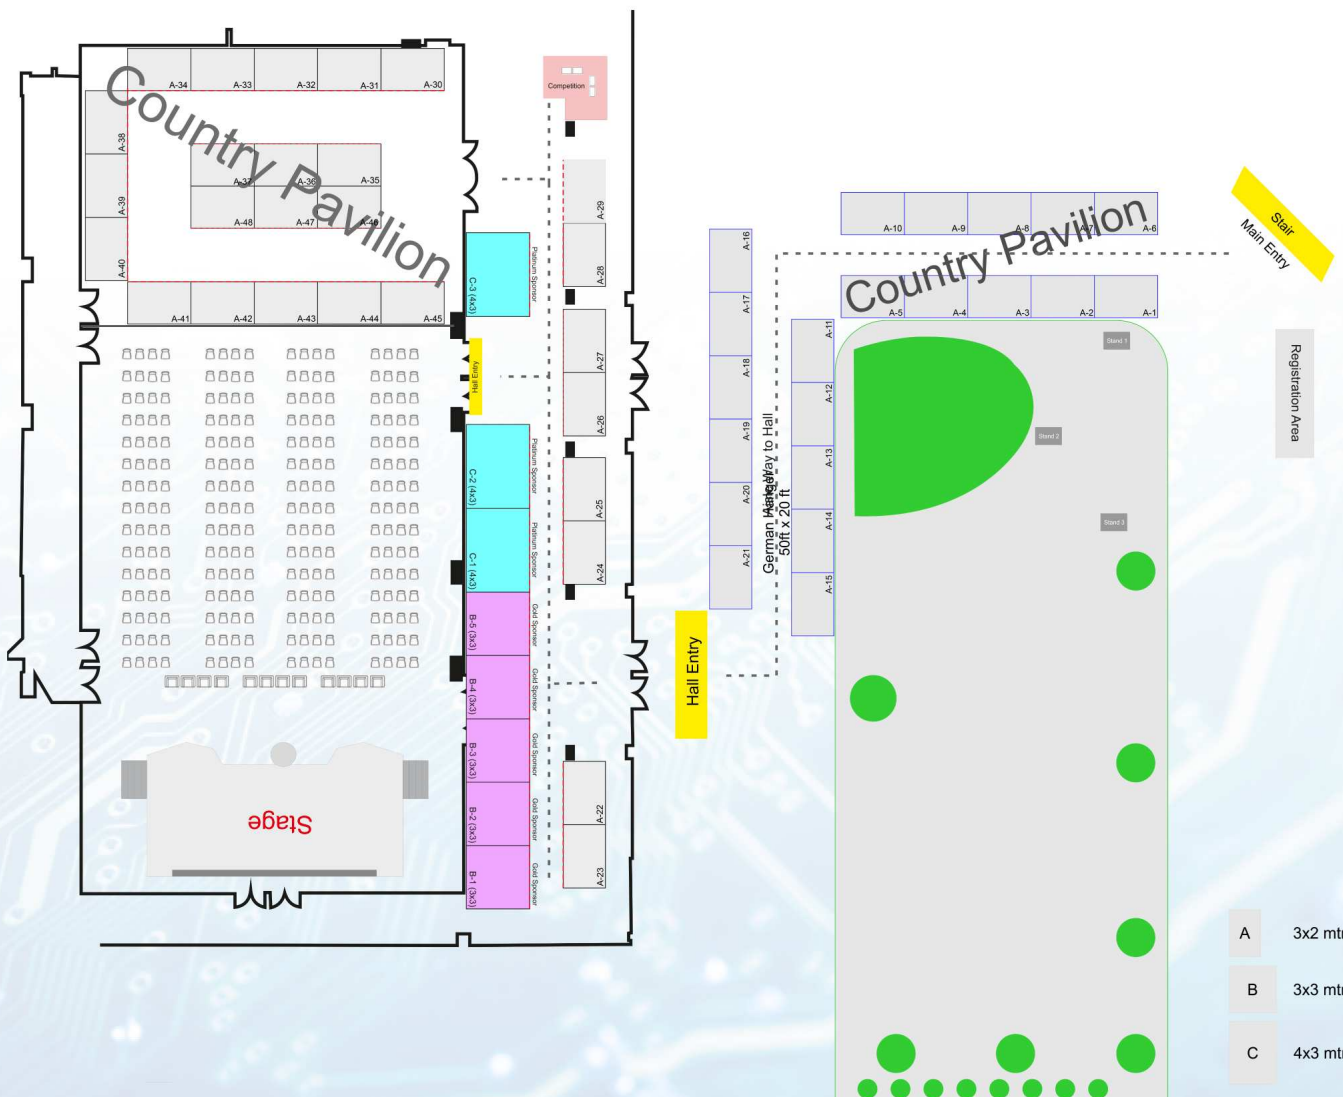 Country Pavilion
A-34
A-33
A-32
A-31
A-30
A-38
A-39
A-40
A-37
A-36
A-35
A-48
A-47
A-46
A-41
A-42
A-43
A-44
A-45
Competition
A-29
A-28
A-27
A-26
A-25
A-24
A-22
A-23
C-3 (4x3)
Platinum Sponsor
Hall Entry
C-2 (4x3)
Platinum Sponsor
C-1 (4x3)
Platinum Sponsor
B-5 (3x3)
Gold Sponsor
B-4 (3x3)
Gold Sponsor
B-3 (3x3)
Gold Sponsor
B-2 (3x3)
Gold Sponsor
B-1 (3x3)
Gold Sponsor
Stage
Country Pavilion
A-10
A-9
A-8
A-7
A-6
A-5
A-4
A-3
A-2
A-1
Stair
Main Entry
Registration Area
A-16
A-17
A-18
A-19
A-20
A-21
A-11
A-12
A-13
A-14
A-15
German Hanger
Way to Hall
50ft x 20 ft
Hall Entry
Stand 1
Stand 2
Stand 3
A 3x2 mtr
B 3x3 mtr
C 4x3 mtr